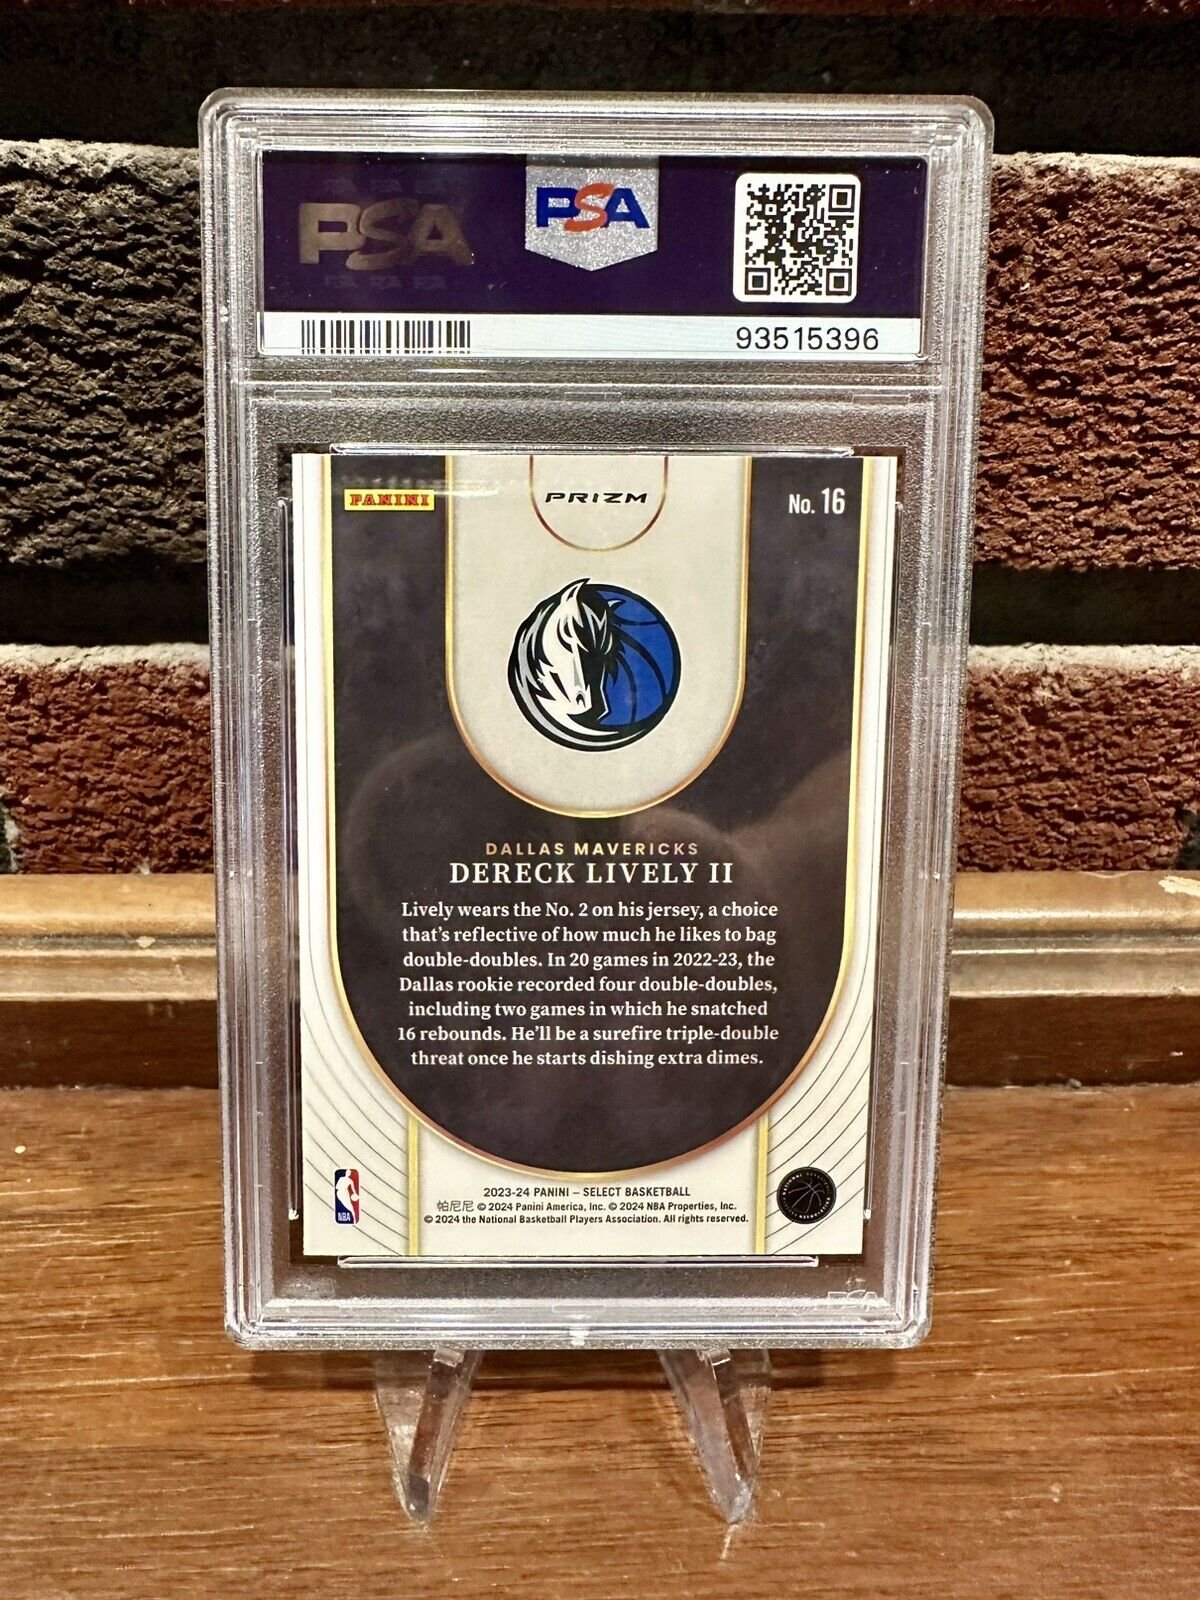 PSA
PSA
93515396
PANINI
PRIZM
No. 16
DALLAS MAVERICKS
DERECK LIVELY II
Lively wears the No. 2 on his jersey, a choice
that's reflective of how much he likes to bag
double-doubles. In 20 games in 2022-23, the
Dallas rookie recorded four double-doubles,
including two games in which he snatched
16 rebounds. He'll be a surefire triple-double
threat once he starts dishing extra dimes.
2023-24 PANINI – SELECT BASKETBALL
帕尼尼 © 2024 Panini America, Inc. © 2024 NBA Properties, Inc.
© 2024 the National Basketball Players Association. All rights reserved.
NBA